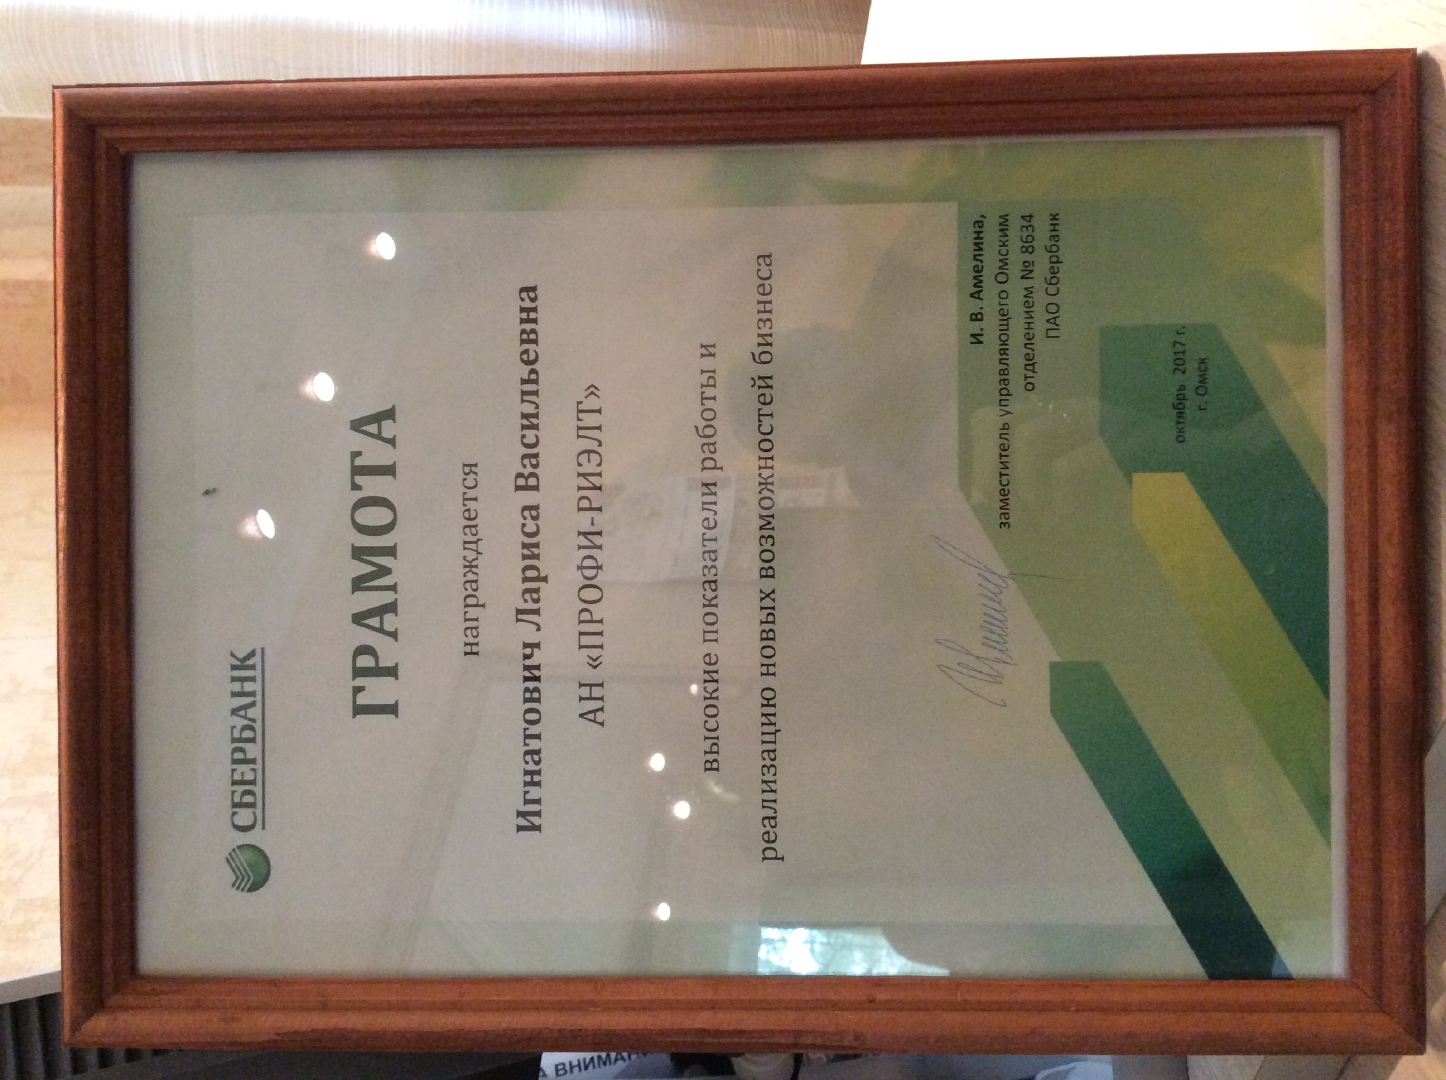 СБЕРБАНК
ГРАМОТА
награждается
Игнатович Лариса Васильевна
АН «ПРОФИ-РИЭЛТ»
высокие показатели работы и
реализацию новых возможностей бизнеса
И. В. Амелина,
заместитель управляющего Омским
отделением № 8634
ПАО Сбербанк
октябрь 2017 г.
г. Омск